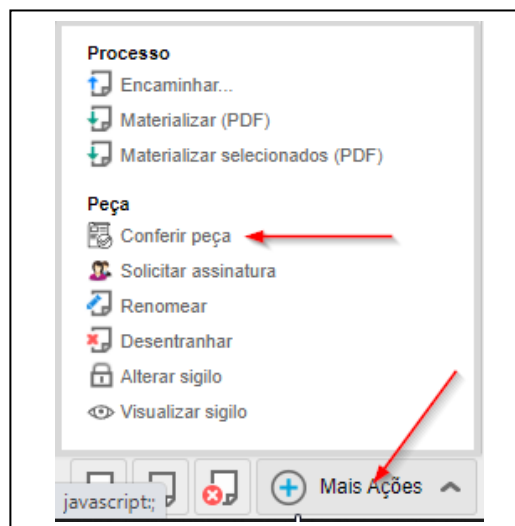 Processo
Encaminhar...
Materializar (PDF)
Materializar selecionados (PDF)
Peça
Conferir peça
Solicitar assinatura
Renomear
Desentranhar
Alterar sigilo
Visualizar sigilo
Mais Ações
javascript:;